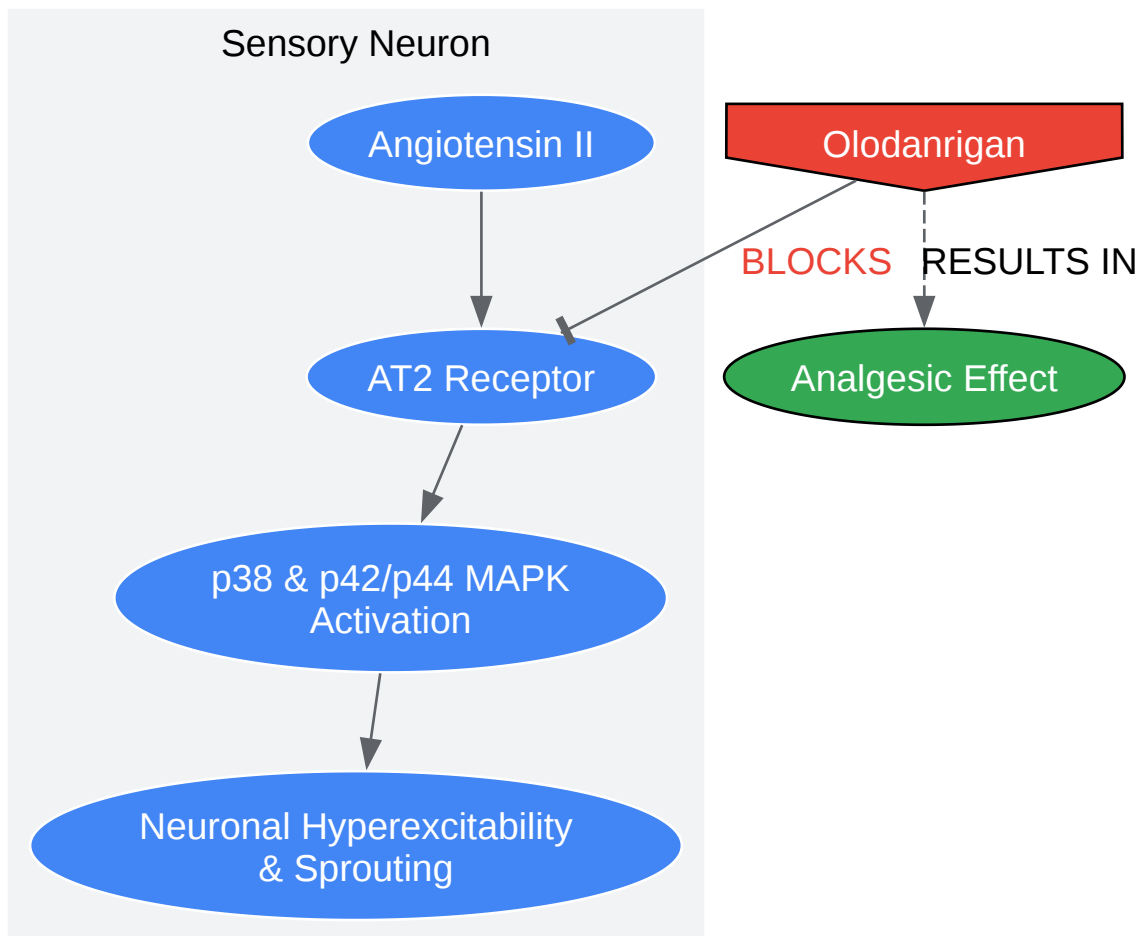 Sensory Neuron
Angiotensin II
Olodanrigan
BLOCKS
RESULTS IN
AT2 Receptor
Analgesic Effect
p38 & p42/p44 MAPK
Activation
Neuronal Hyperexcitability
& Sprouting